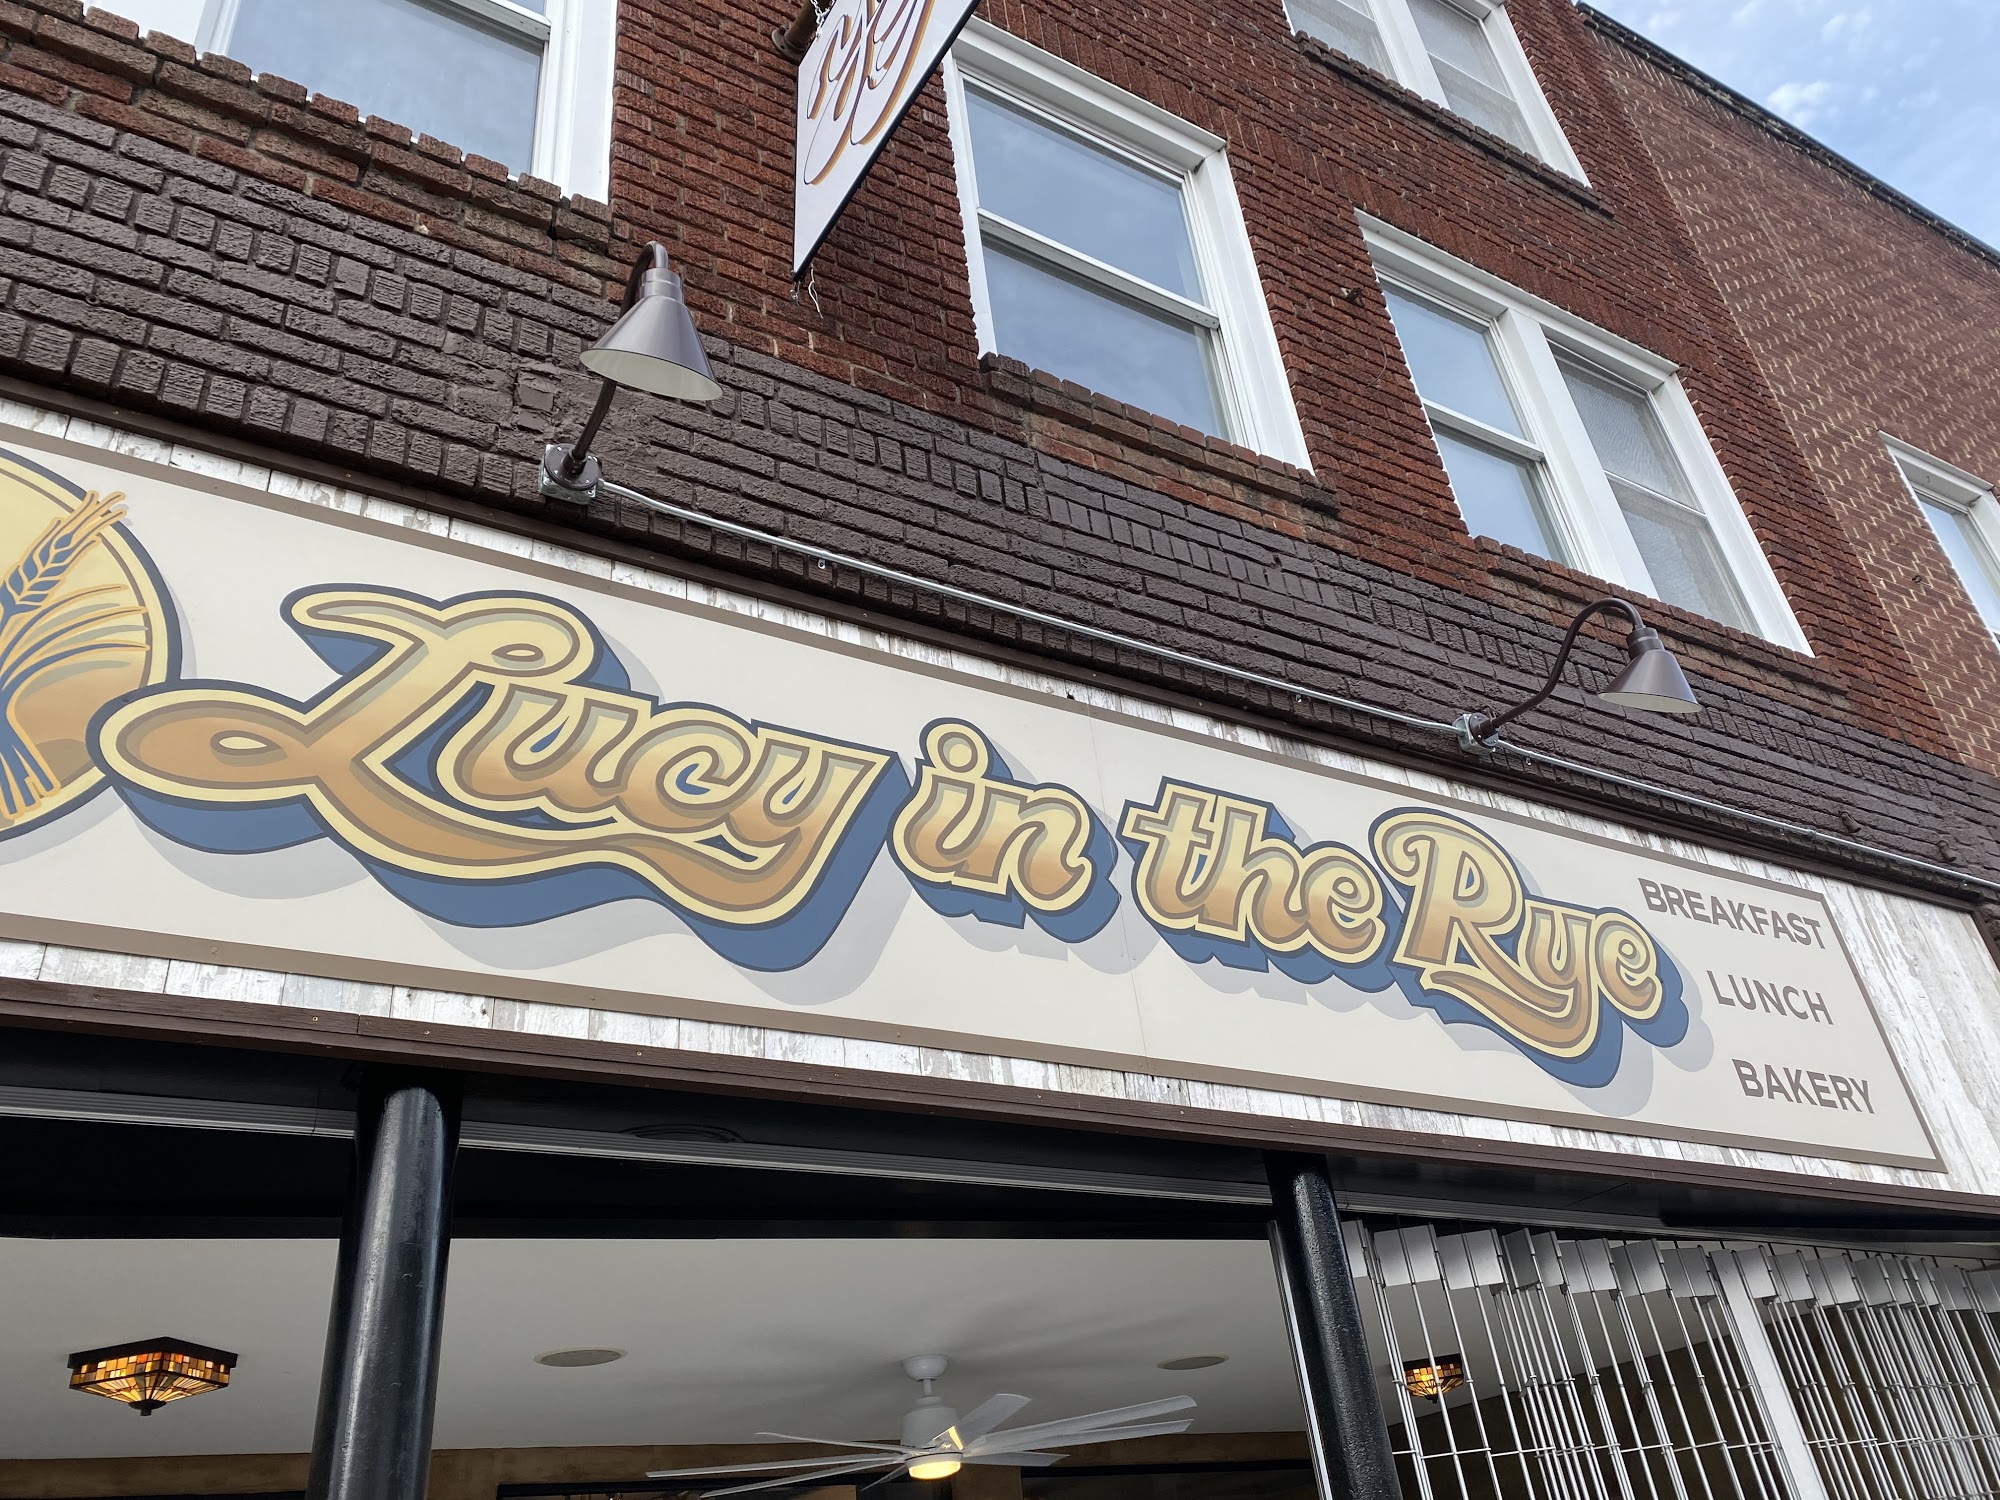 Lucy in the Rye
BREAKFAST
LUNCH
BAKERY